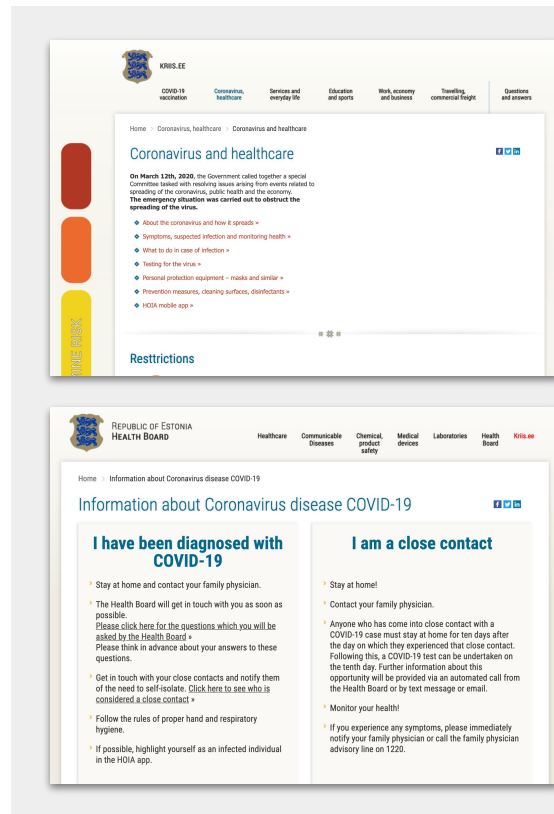 KRIIS.EE
COVID-19 vaccination
Coronavirus, healthcare
Services and everyday life
Education and sports
Work, economy and business
Travelling, commercial freight
Questions and answers
Home > Coronavirus, healthcare > Coronavirus and healthcare
Coronavirus and healthcare
On March 12th, 2020, the Government called together a special
Committee tasked with resolving issues arising from events related to
spreading of the coronavirus, public health and the economy.
The emergency situation was carried out to obstruct the
spreading of the virus.
About the coronavirus and how it spreads »
Symptoms, suspected infection and monitoring health »
What to do in case of infection »
Testing for the virus »
Personal protection equipment – masks and similar »
Prevention measures, cleaning surfaces, disinfectants »
HOIA mobile app »
INE RISK
Resttrictions
REPUBLIC OF ESTONIA
HEALTH BOARD
Healthcare
Communicable Diseases
Chemical, product safety
Medical devices
Laboratories
Health Board
Kriis.ee
Home > Information about Coronavirus disease COVID-19
Information about Coronavirus disease COVID-19
I have been diagnosed with
COVID-19
Stay at home and contact your family physician.
The Health Board will get in touch with you as soon as
possible.
Please click here for the questions which you will be
asked by the Health Board »
Please think in advance about your answers to these
questions.
Get in touch with your close contacts and notify them
of the need to self-isolate. Click here to see who is
considered a close contact »
Follow the rules of proper hand and respiratory
hygiene.
If possible, highlight yourself as an infected individual
in the HOIA app.
I am a close contact
Stay at home!
Contact your family physician.
Anyone who has come into close contact with a
COVID-19 case must stay at home for ten days after
the day on which they experienced that close contact.
Following this, a COVID-19 test can be undertaken on
the tenth day. Further information about this
opportunity will be provided via an automated call from
the Health Board or by text message or email.
Monitor your health!
If you experience any symptoms, please immediately
notify your family physician or call the family physician
advisory line on 1220.